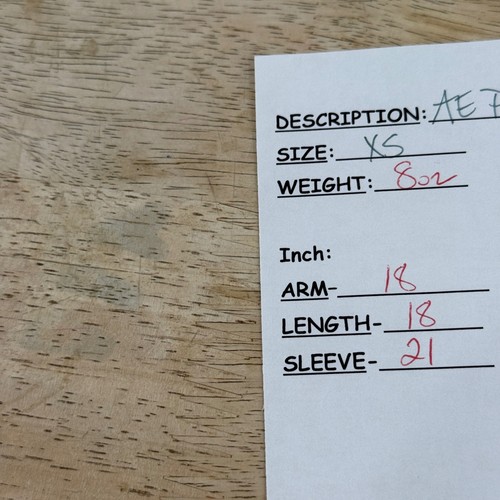 DESCRIPTION: AE
SIZE: XS
WEIGHT: 8oz
Inch:
ARM- 18
LENGTH- 18
SLEEVE- 21